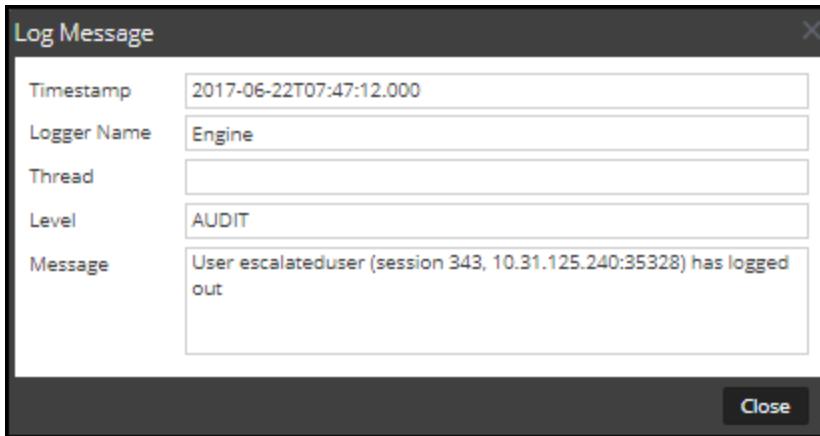 Log Message
Timestamp
2017-06-22T07:47:12.000
Logger Name
Engine
Thread
Level
AUDIT
Message
User escalateduser (session 343, 10.31.125.240:35328) has logged
out
Close